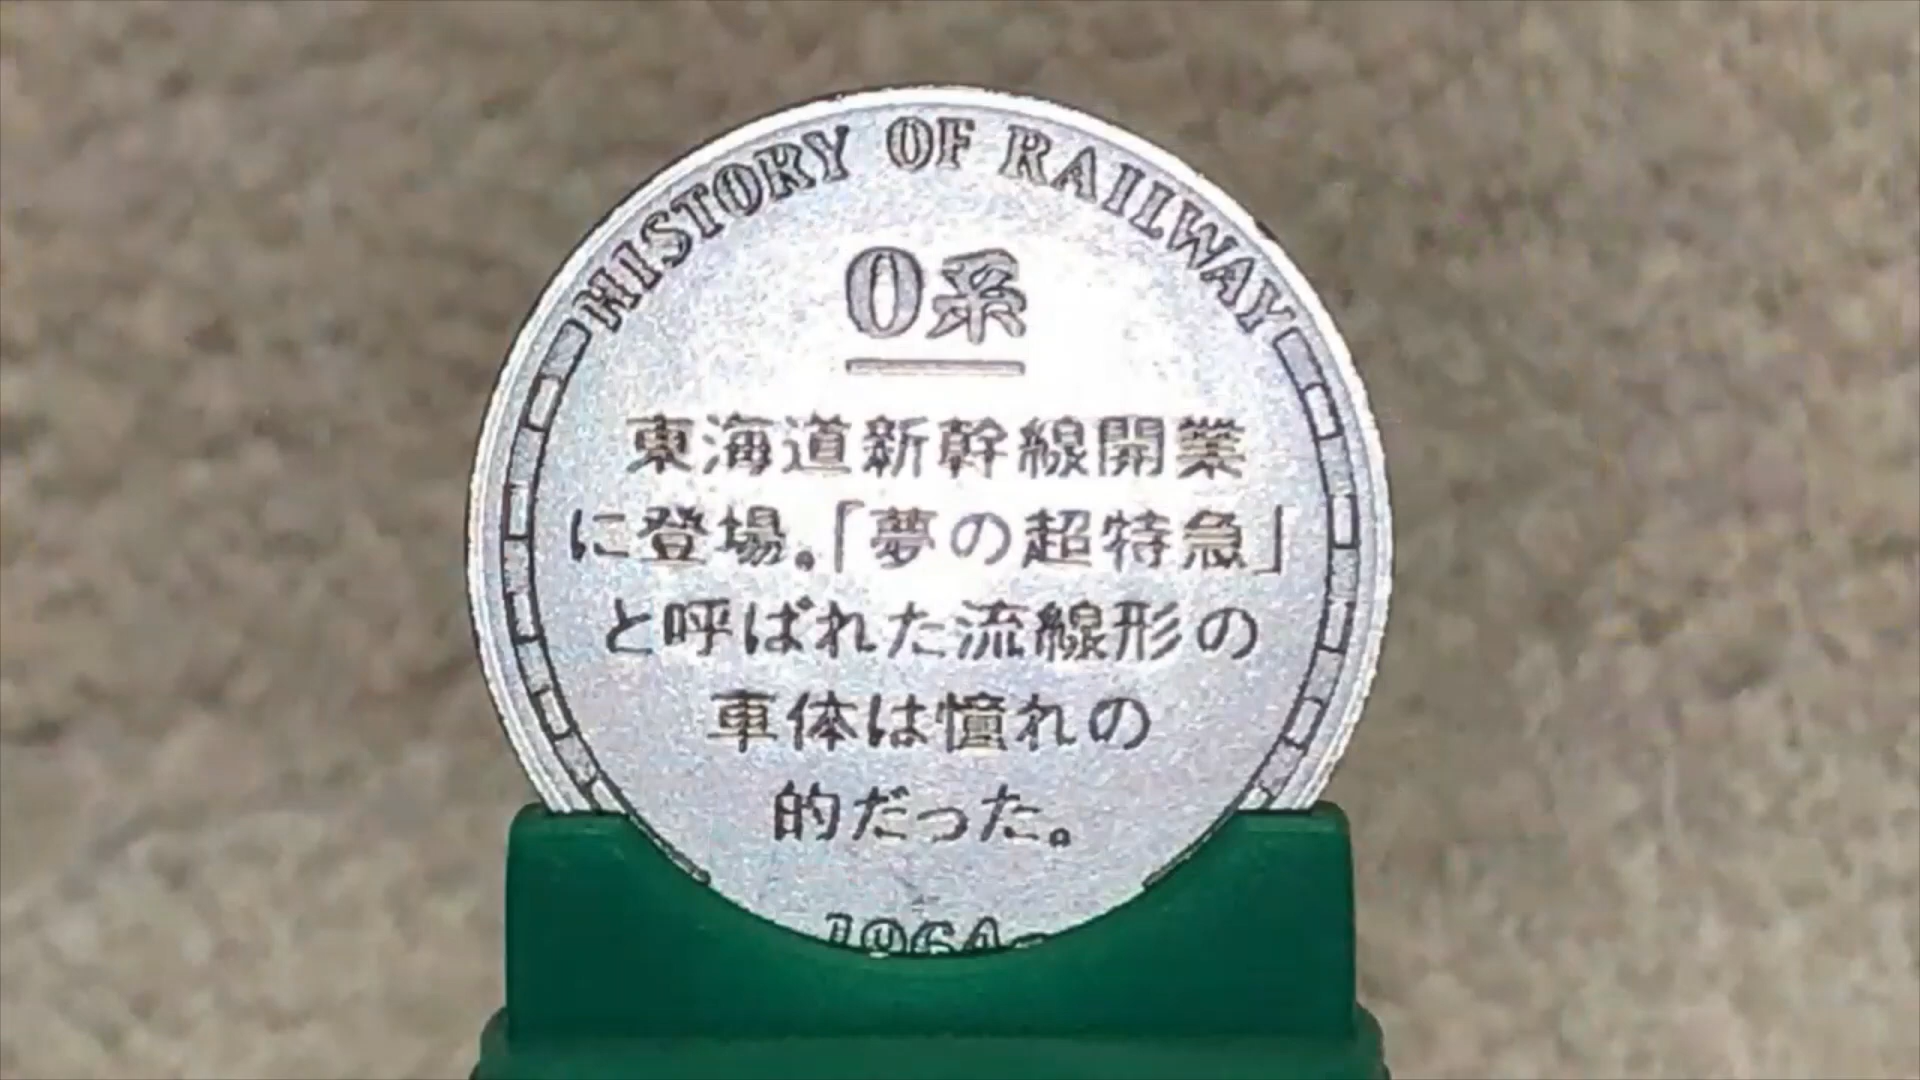 HISTORY OF RAILWAY
0系
東海道新幹線開業
に登場。「夢の超特急」
と呼ばれた流線形の
車体は憧れの
的だった。
1964~